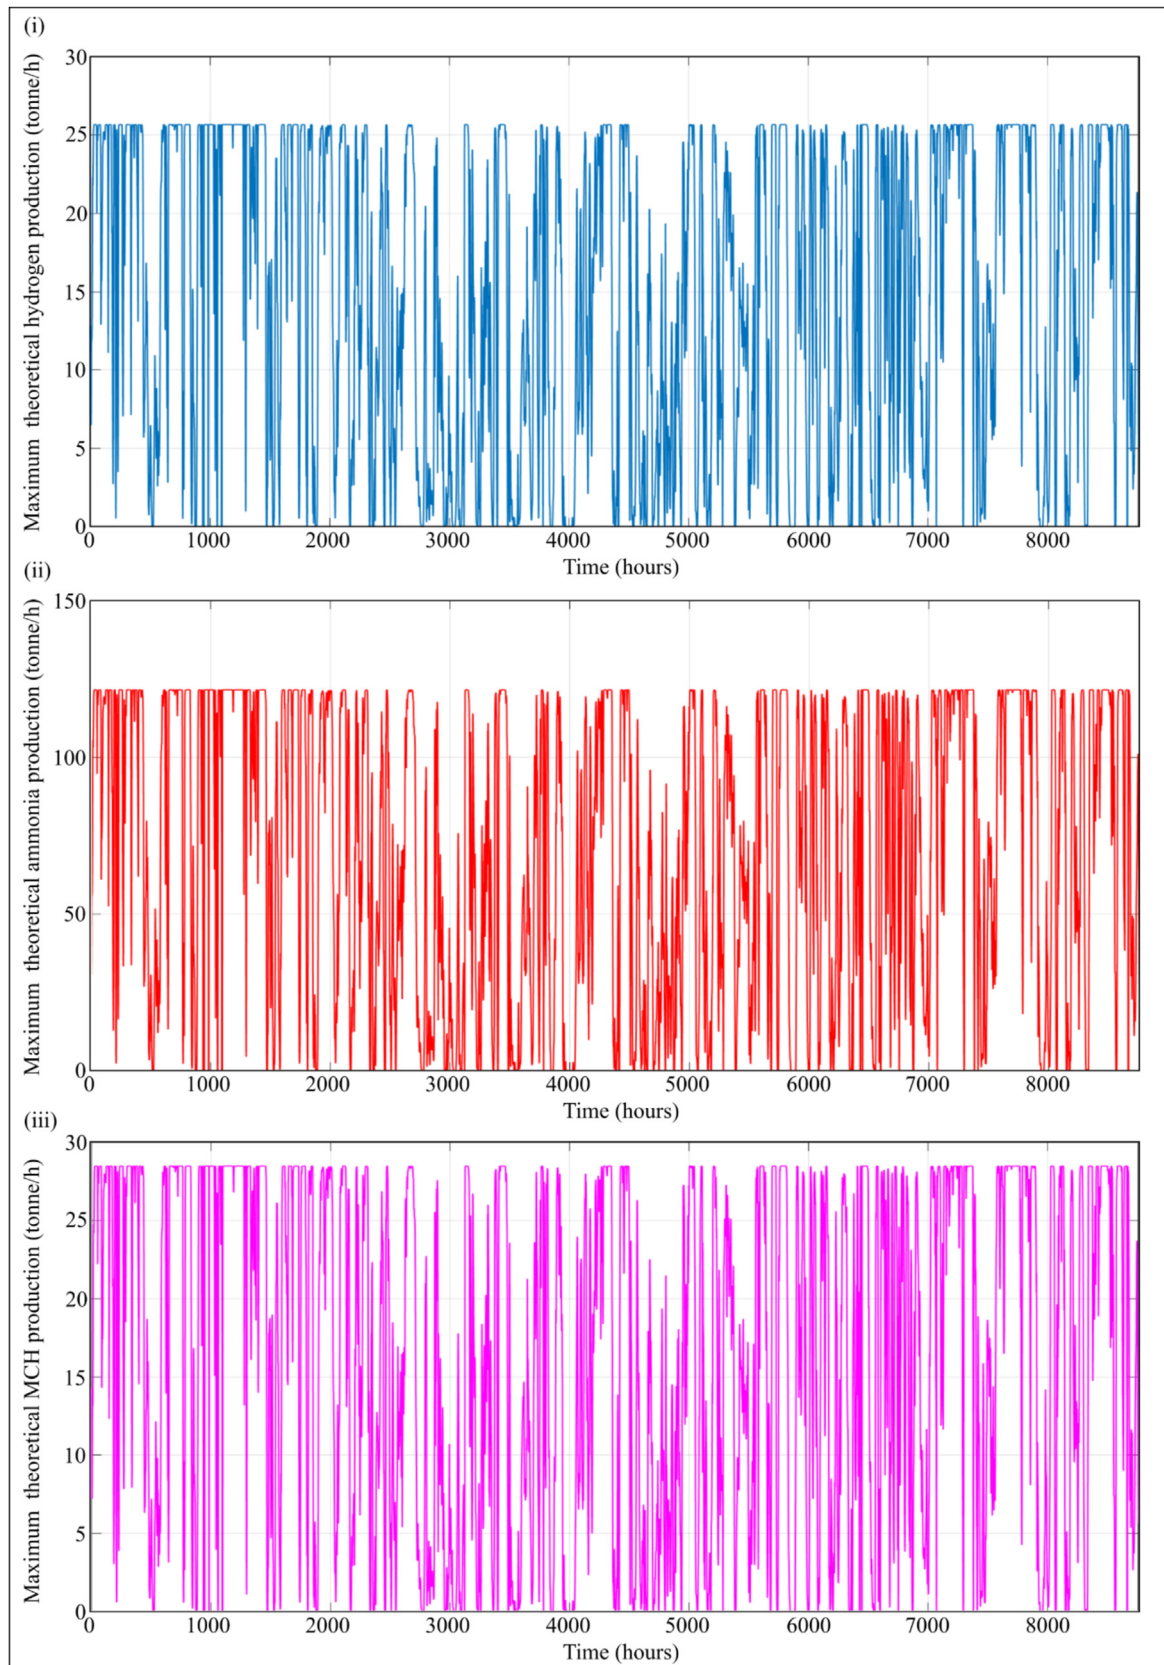 (i)
Maximum theoretical hydrogen production (tonne/h)
30
25
20
15
10
5
0
0 1000 2000 3000 4000 5000 6000 7000 8000
Time (hours)
(ii)
Maximum theoretical ammonia production (tonne/h)
150
100
50
0
0 1000 2000 3000 4000 5000 6000 7000 8000
Time (hours)
(iii)
Maximum theoretical MCH production (tonne/h)
30
25
20
15
10
5
0
0 1000 2000 3000 4000 5000 6000 7000 8000
Time (hours)